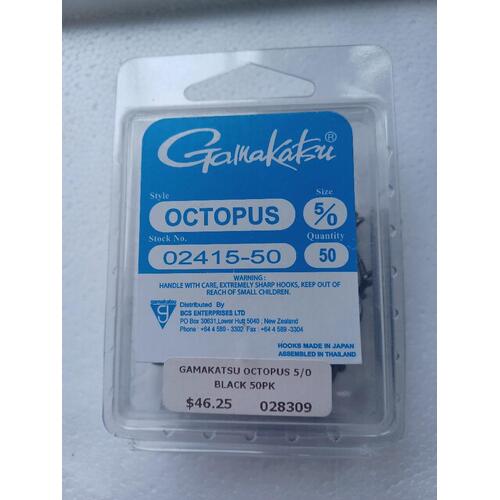 Gamakatsu®
Style
Size
OCTOPUS
5/0
Stock No.
Quantity
02415-50
50
WARNING :
HANDLE WITH CARE, EXTREMELY SHARP HOOKS, KEEP OUT OF
REACH OF SMALL CHILDREN.
gamakatsu
Distributed By
BCS ENTERPRISES LTD
PO Box 30631,Lower Hutt 5040 ; New Zealand
Phone : +64 4 589 - 3302 Fax : +64 4 589 -3304
HOOKS MADE IN JAPAN
ASSEMBLED IN THAILAND
GAMAKATSU OCTOPUS 5/0
BLACK 50PK
$46.25 028309